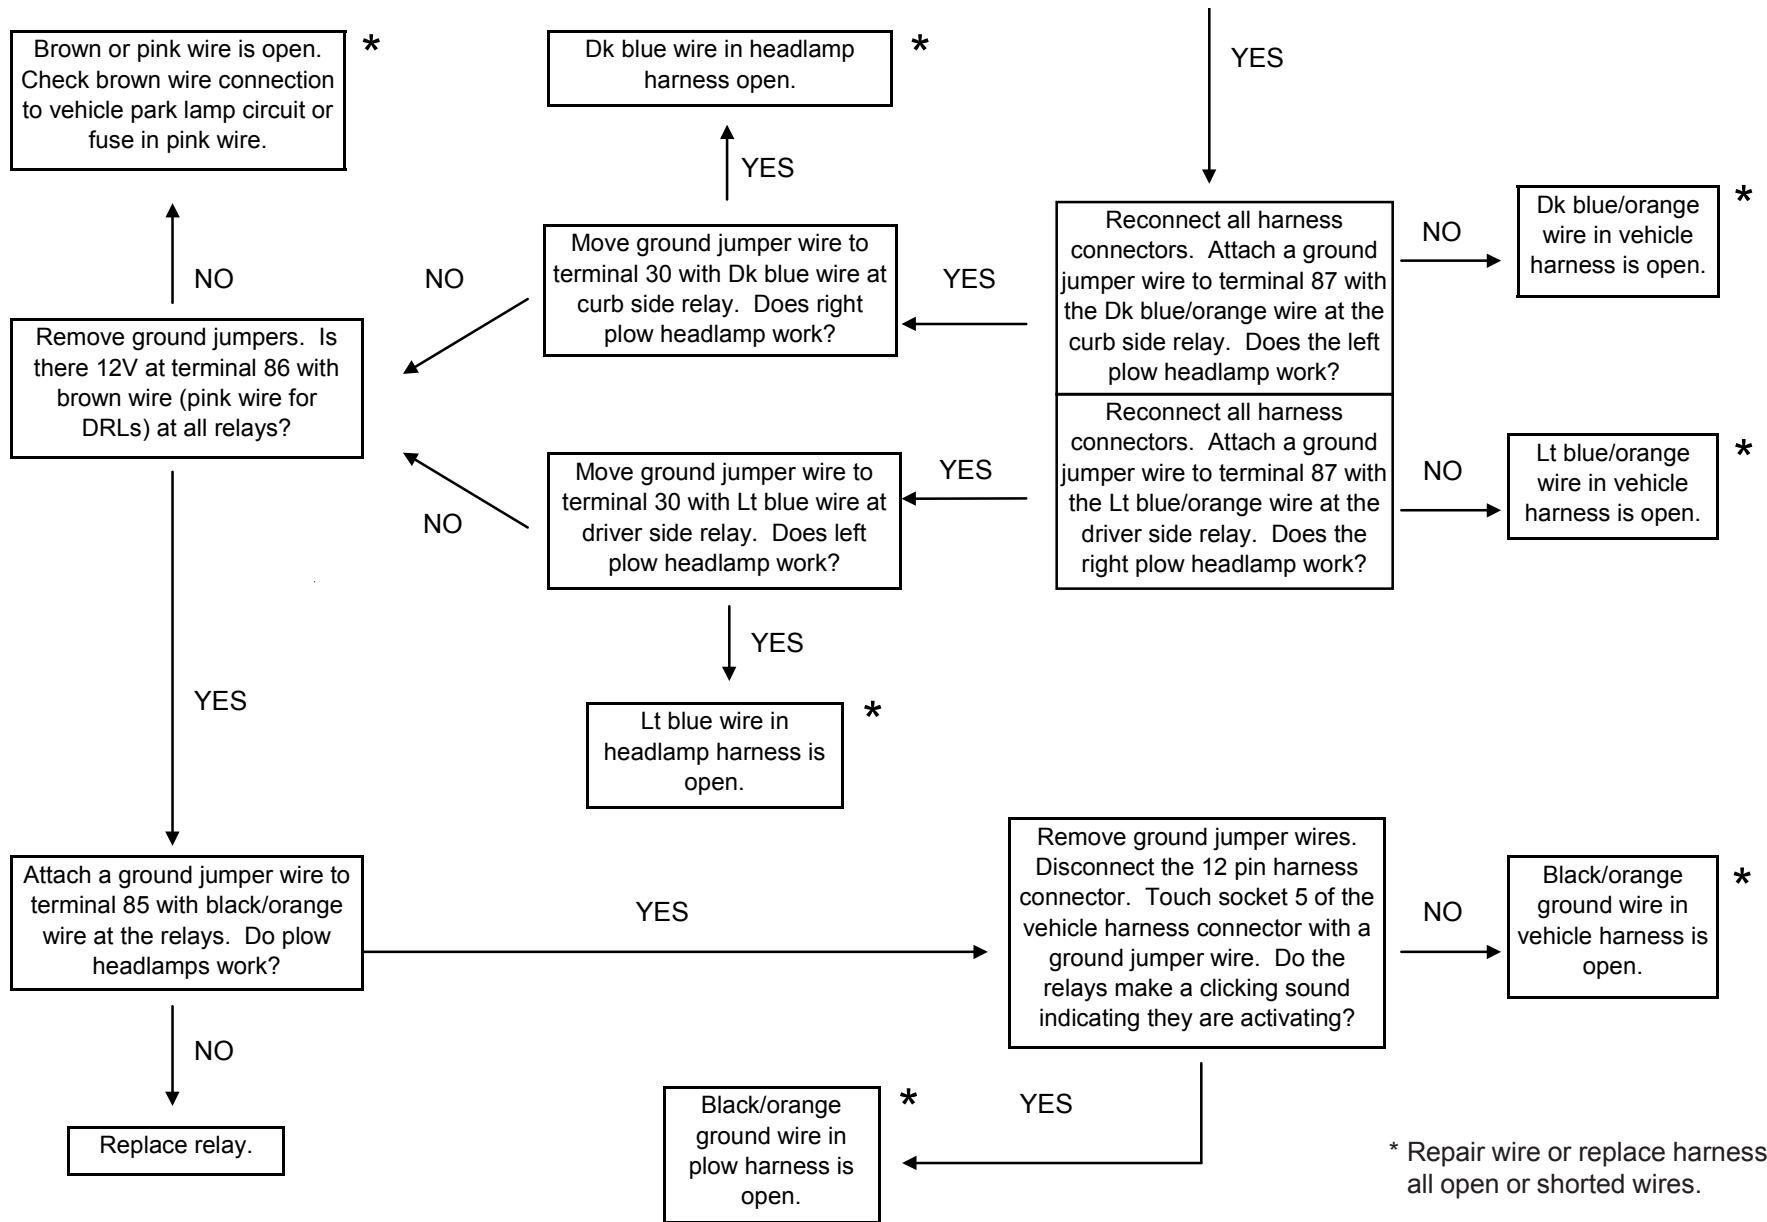 Brown or pink wire is open.
Check brown wire connection
to vehicle park lamp circuit or
fuse in pink wire.
*
Dk blue wire in headlamp
harness open.
*
YES
YES
Dk blue/orange
wire in vehicle
harness is open.
*
NO
Reconnect all harness
connectors. Attach a ground
jumper wire to terminal 87 with
the Dk blue/orange wire at the
curb side relay. Does the left
plow headlamp work?
YES
Move ground jumper wire to
terminal 30 with Dk blue wire at
curb side relay. Does right
plow headlamp work?
NO
NO
Remove ground jumpers. Is
there 12V at terminal 86 with
brown wire (pink wire for
DRLs) at all relays?
Reconnect all harness
connectors. Attach a ground
jumper wire to terminal 87 with
the Lt blue/orange wire at the
driver side relay. Does the
right plow headlamp work?
NO
Lt blue/orange
wire in vehicle
harness is open.
*
YES
Move ground jumper wire to
terminal 30 with Lt blue wire at
driver side relay. Does left
plow headlamp work?
NO
YES
Lt blue wire in
headlamp harness is
open.
*
YES
Attach a ground jumper wire to
terminal 85 with black/orange
wire at the relays. Do plow
headlamps work?
YES
Remove ground jumper wires.
Disconnect the 12 pin harness
connector. Touch socket 5 of the
vehicle harness connector with a
ground jumper wire. Do the
relays make a clicking sound
indicating they are activating?
NO
Black/orange
ground wire in
vehicle harness is
open.
*
NO
Replace relay.
YES
Black/orange
ground wire in
plow harness is
open.
*
* Repair wire or replace harness
all open or shorted wires.